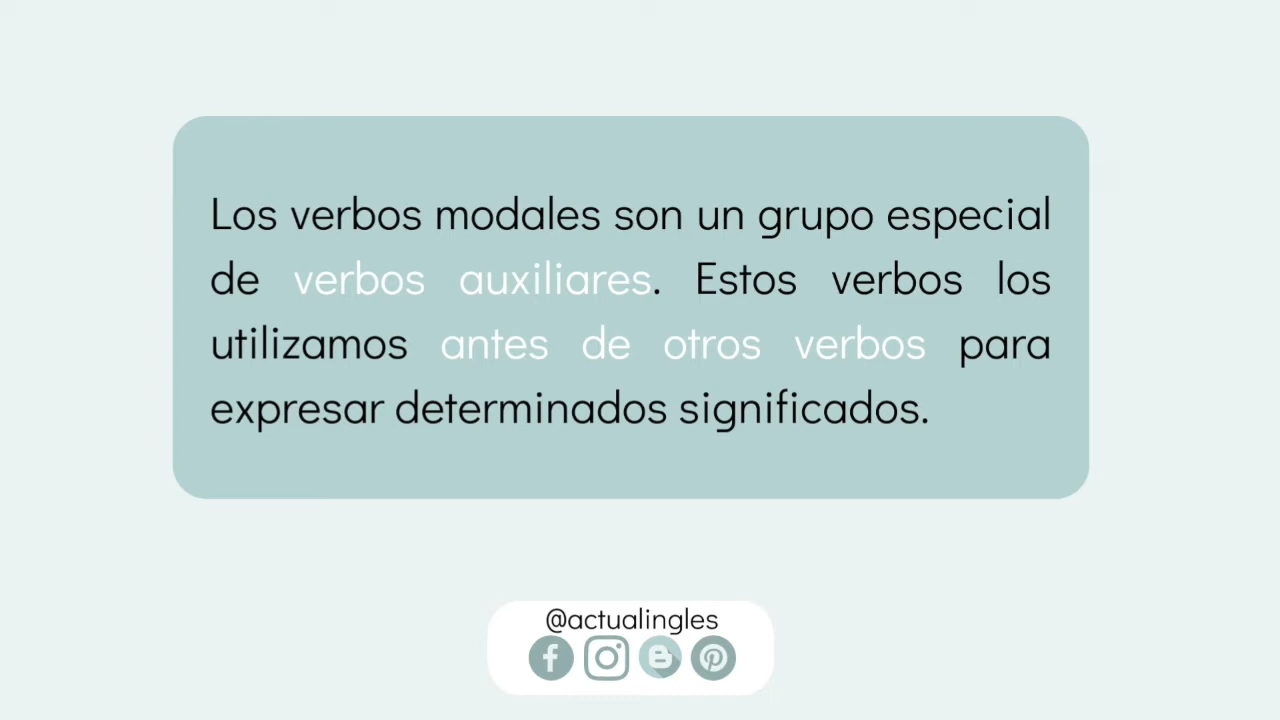 Los verbos modales son un grupo especial
de verbos auxiliares. Estos verbos los
utilizamos antes de otros verbos para
expresar determinados significados.
@actualingles